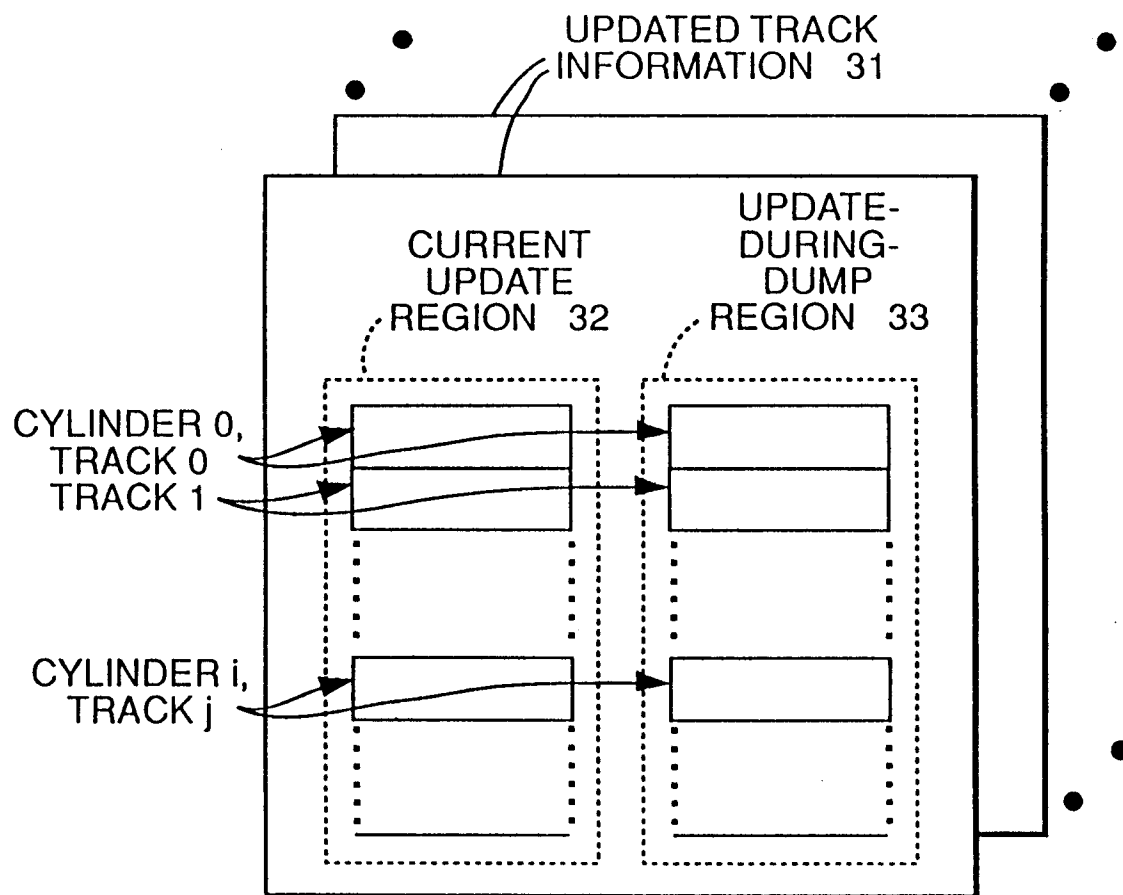 UPDATED TRACK
INFORMATION 31
CURRENT
UPDATE
REGION 32
UPDATE-
DURING-
DUMP
REGION 33
CYLINDER 0,
TRACK 0
TRACK 1
CYLINDER i,
TRACK j